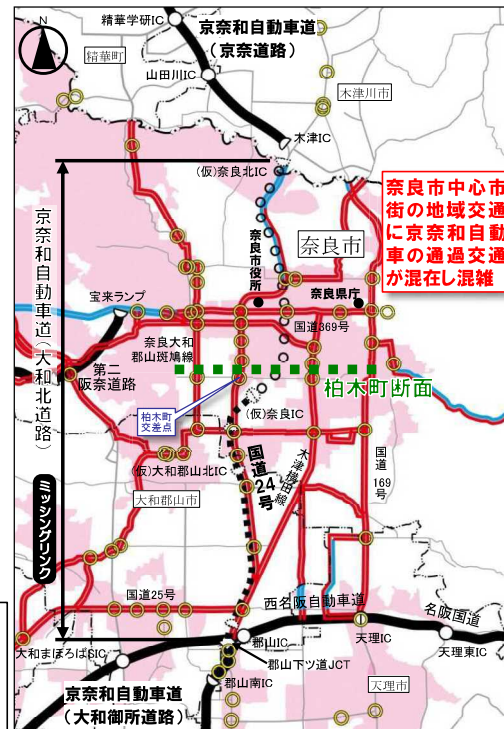 精華学研IC
京奈和自動車道
（京奈道路）
N
精華町
山田川IC
木津川市
木津IC
(仮)奈良北IC
奈良市中心市
街の地域交通
に京奈和自動
車の通過交通
が混在し混雑
京奈和自動車道（大和北道路）
奈良市役所
奈良市
宝来ランプ
奈良県庁
国道369号
奈良大和
郡山斑鳩線
第二
阪奈道路
柏木町断面
柏木町
交差点
(仮)奈良IC
国道24号
木津横田線
国道
169号
(仮)大和郡山北IC
大和郡山市
ミッシングリンク
国道25号
西名阪自動車道
名阪国道
大和まほろばSIC
郡山IC
天理IC
天理東IC
郡山下ツ道JCT
郡山南IC
京奈和自動車道
（大和御所道路）
天理市